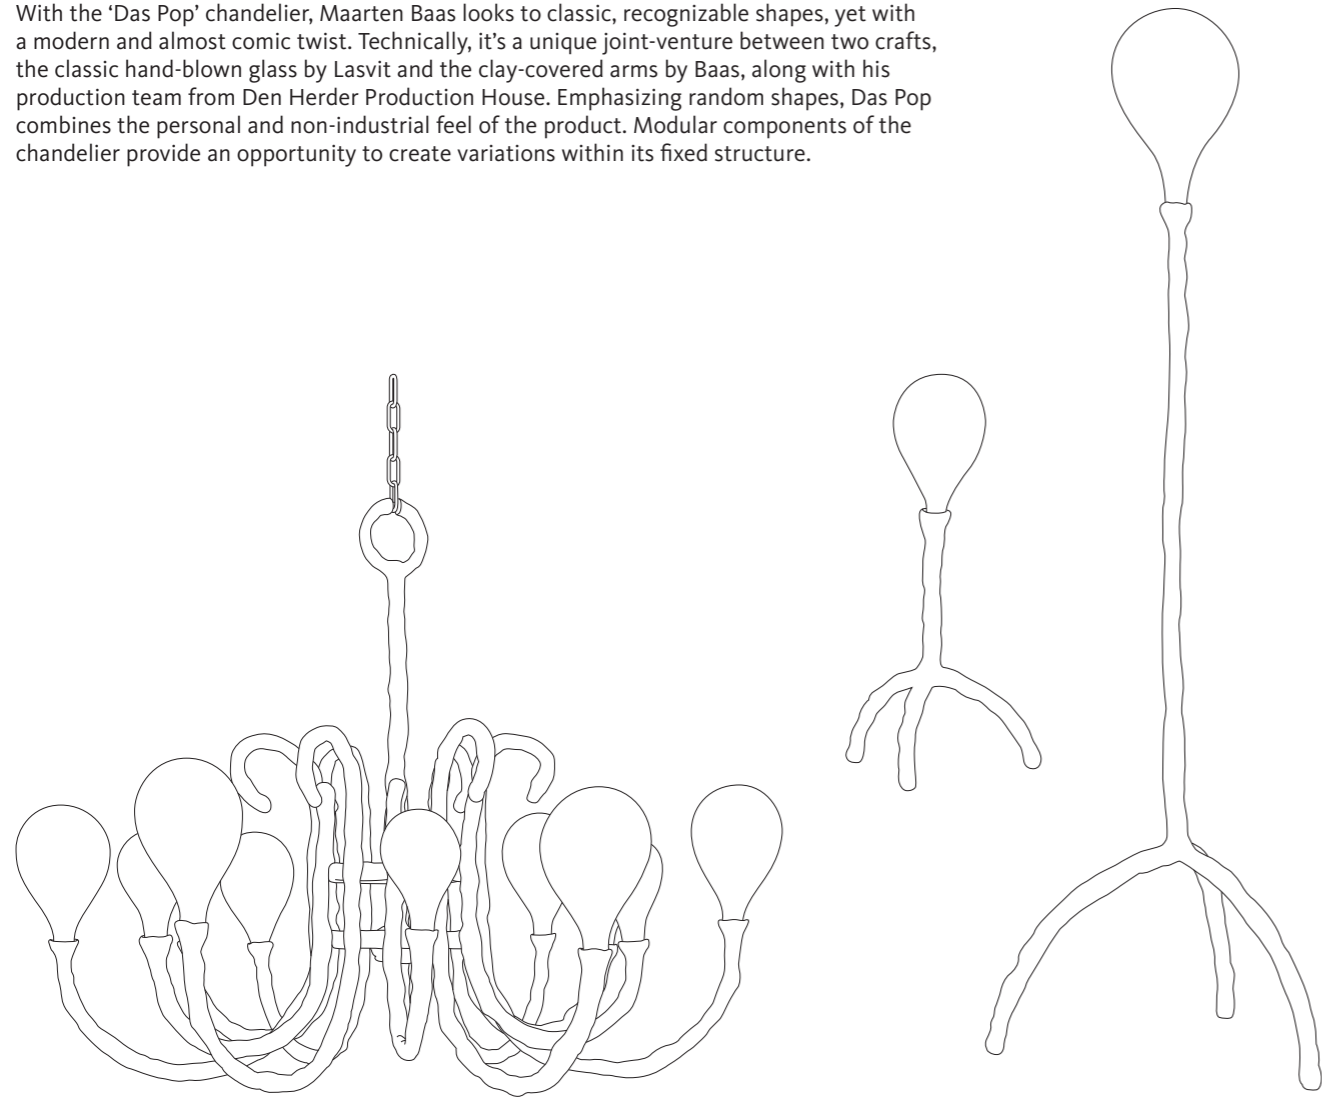 With the ‘Das Pop’ chandelier, Maarten Baas looks to classic, recognizable shapes, yet with
a modern and almost comic twist. Technically, it’s a unique joint-venture between two crafts,
the classic hand-blown glass by Lasvit and the clay-covered arms by Baas, along with his
production team from Den Herder Production House. Emphasizing random shapes, Das Pop
combines the personal and non-industrial feel of the product. Modular components of the
chandelier provide an opportunity to create variations within its fixed structure.